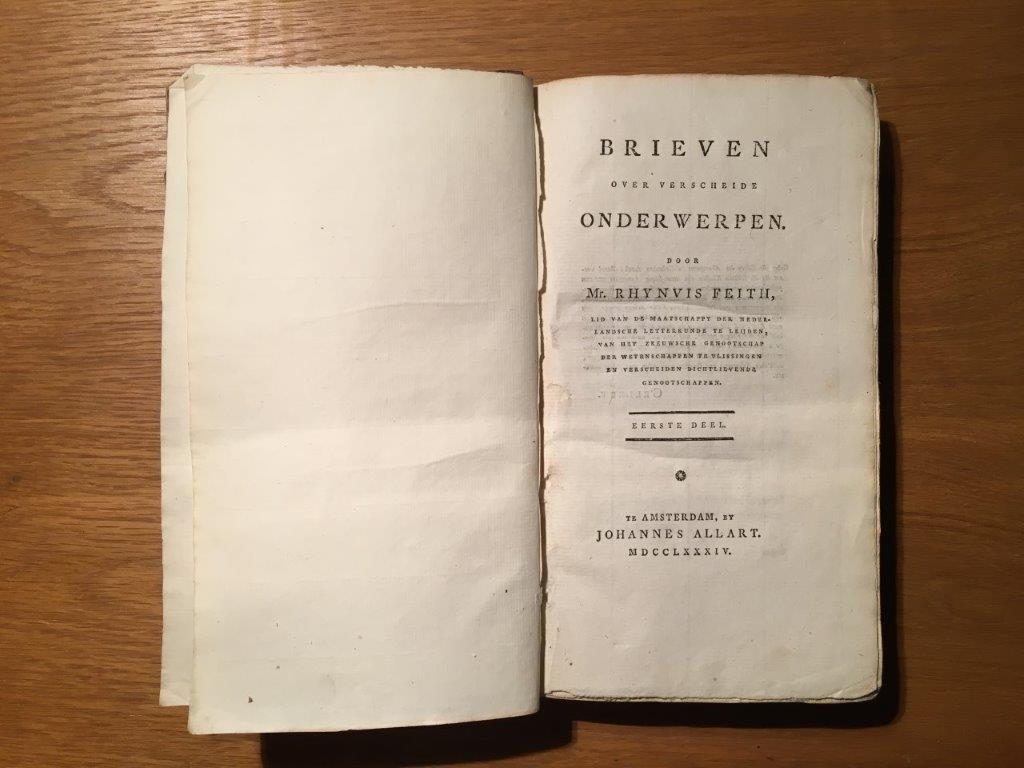 BRIEVEN
OVER VERSCHEIDE
ONDERWERPEN.
DOOR
Mr. RHYNVIS FEITH,
LID VAN DE MAATSCHAPPY DER NEDER-
LANDSCHE LETTERKUNDE TE LEIJDEN,
VAN HET ZEEUWSCHE GENOOTSCHAP
DER WETENSCHAPPEN TE VLISSINGEN
EN VERSCHEIDEN DICHTLIEVENDE
GENOOTSCHAPPEN.
EERSTE DEEL.
TE AMSTERDAM, BY
JOHANNES ALLART.
MDCCLXXXIV.